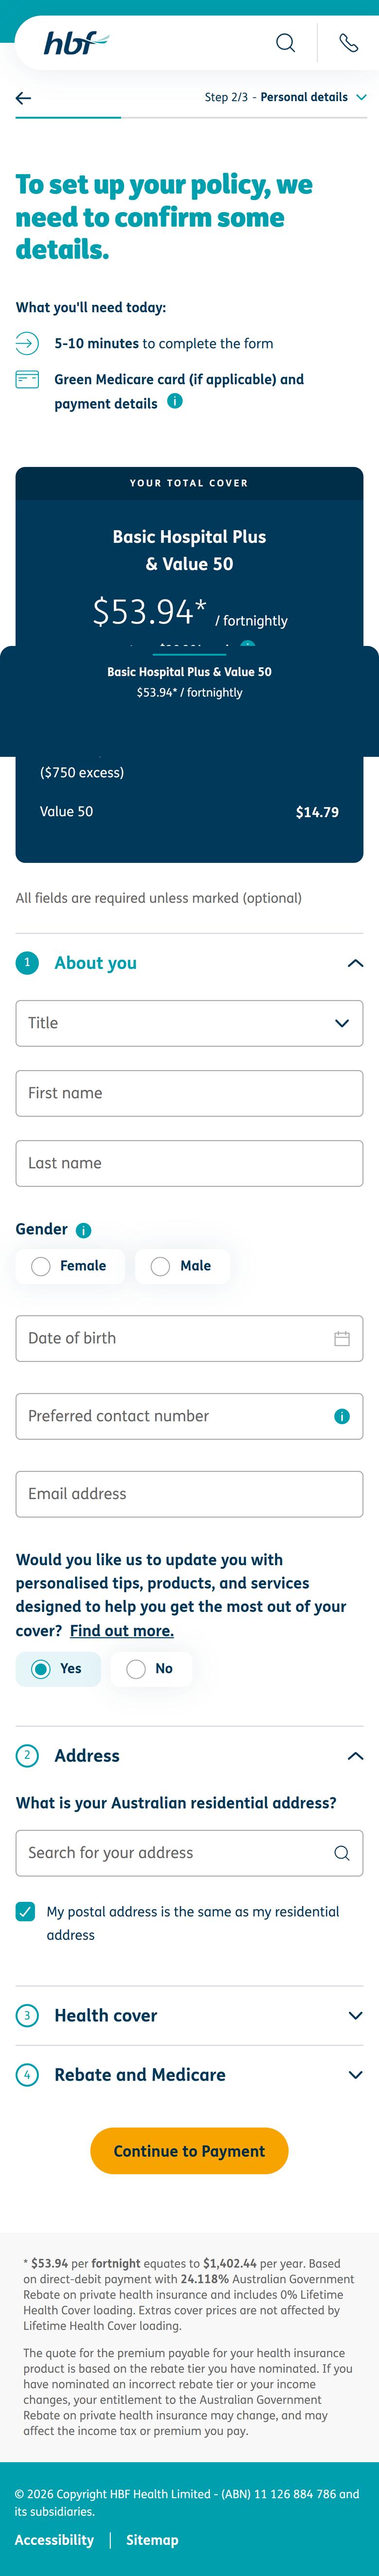 hbf
Step 2/3 - Personal details
To set up your policy, we
need to confirm some
details.
What you'll need today:
5-10 minutes to complete the form
Green Medicare card (if applicable) and
payment details i
YOUR TOTAL COVER
Basic Hospital Plus
& Value 50
$53.94* / fortnightly
Basic Hospital Plus & Value 50
$53.94* / fortnightly
($750 excess)
Value 50 $14.79
All fields are required unless marked (optional)
1 About you
Title
First name
Last name
Gender i
Female Male
Date of birth
Preferred contact number i
Email address
Would you like us to update you with
personalised tips, products, and services
designed to help you get the most out of your
cover? Find out more.
Yes No
2 Address
What is your Australian residential address?
Search for your address
My postal address is the same as my residential
address
3 Health cover
4 Rebate and Medicare
Continue to Payment
* $53.94 per fortnight equates to $1,402.44 per year. Based
on direct-debit payment with 24.118% Australian Government
Rebate on private health insurance and includes 0% Lifetime
Health Cover loading. Extras cover prices are not affected by
Lifetime Health Cover loading.
The quote for the premium payable for your health insurance
product is based on the rebate tier you have nominated. If you
have nominated an incorrect rebate tier or your income
changes, your entitlement to the Australian Government
Rebate on private health insurance may change, and may
affect the income tax or premium you pay.
© 2026 Copyright HBF Health Limited - (ABN) 11 126 884 786 and
its subsidiaries.
Accessibility | Sitemap